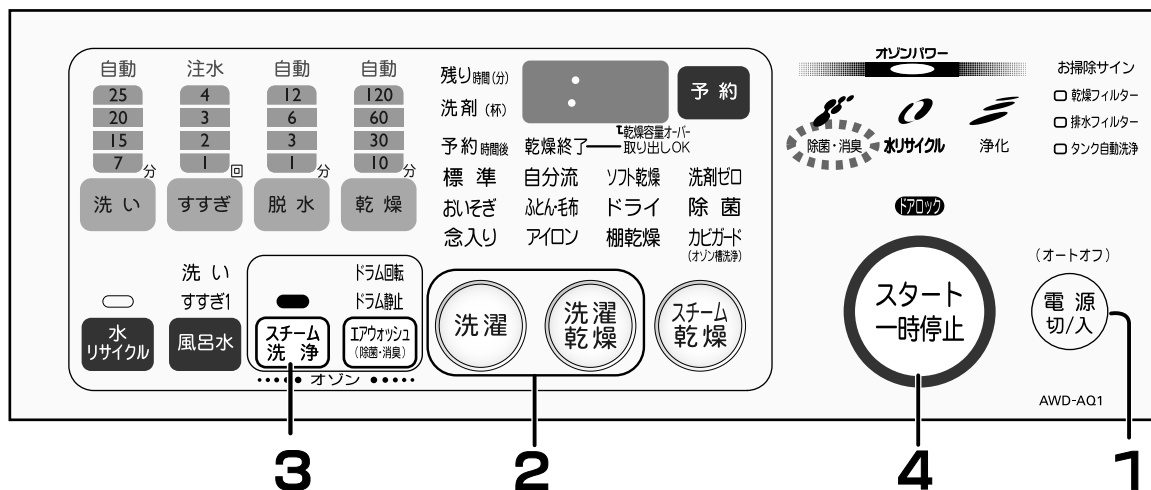 自動 注水 自動 自動
25 4 12 120
20 3 6 60
15 2 3 30
7分 1回 1分 10分
洗い すすぎ 脱水 乾燥
残り時間(分)
洗剤(杯)
予約
予約時間後 乾燥終了 乾燥容量オーバー
取り出しOK
標準 自分流 ソフト乾燥 洗剤ゼロ
おいそぎ ふとん・毛布 ドライ 除菌
念入り アイロン 棚乾燥 カビガード
(オゾン槽洗浄)
洗い
すすぎ1
ドラム回転
ドラム静止
水
リサイクル
風呂水
スチーム
洗浄
エアウォッシュ
(除菌・消臭)
オゾン
洗濯
洗濯
乾燥
スチーム
乾燥
オゾンパワー
除菌・消臭 水リサイクル 浄化
お掃除サイン
乾燥フィルター
排水フィルター
タンク自動洗浄
ドアロック
スタート
一時停止
(オートオフ)
電源
切/入
AWD-AQ1
3 2 4 1